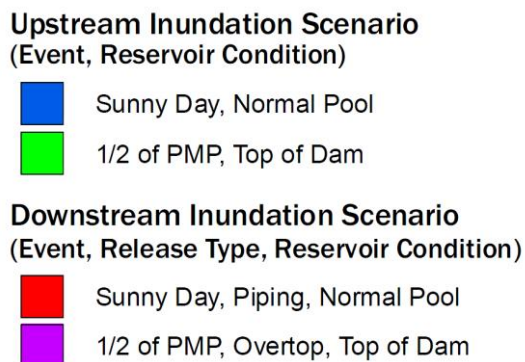 Upstream Inundation Scenario
(Event, Reservoir Condition)
Sunny Day, Normal Pool
1/2 of PMP, Top of Dam
Downstream Inundation Scenario
(Event, Release Type, Reservoir Condition)
Sunny Day, Piping, Normal Pool
1/2 of PMP, Overtop, Top of Dam